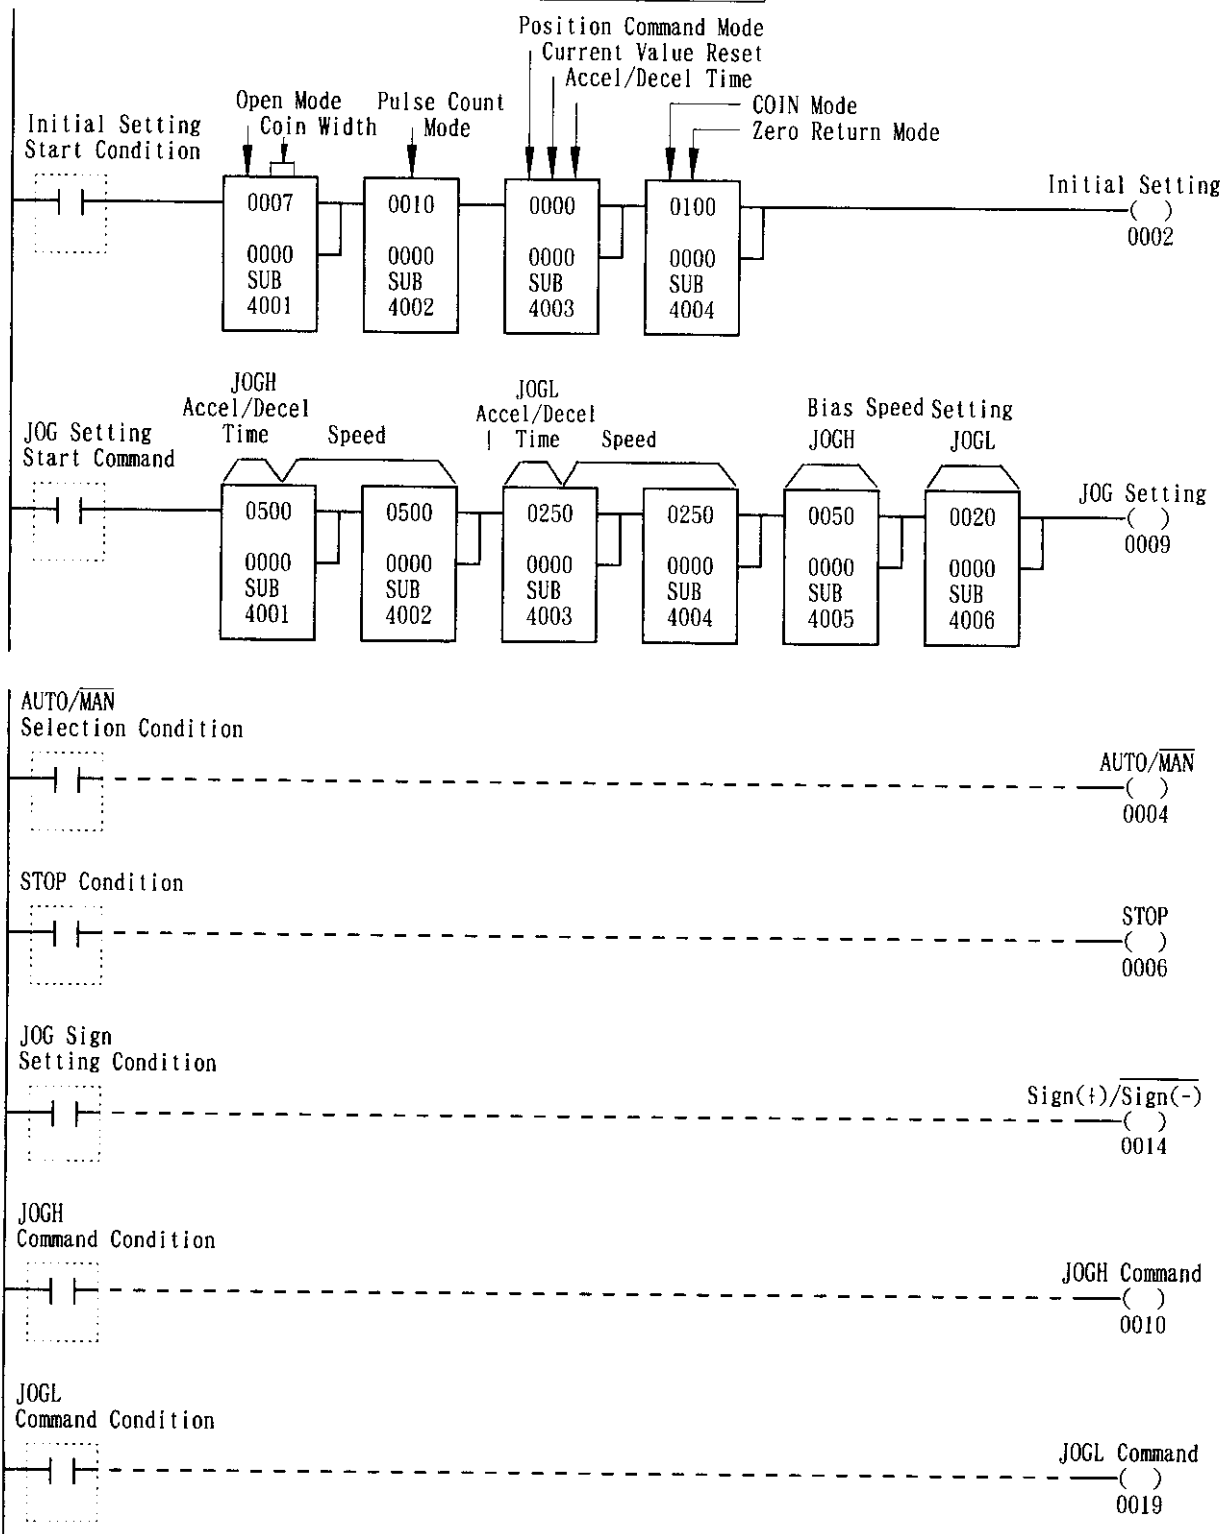 Position Command Mode
Current Value Reset
Accel/Decel Time
Open Mode
Coin Width
Pulse Count
Mode
COIN Mode
Zero Return Mode
Initial Setting
Start Condition
0007
0000
SUB
4001
0010
0000
SUB
4002
0000
0000
SUB
4003
0100
0000
SUB
4004
Initial Setting
( )
0002
JOG Setting
Start Command
JOGH
Accel/Decel
Time
Speed
JOGL
Accel/Decel
Time
Speed
Bias Speed Setting
JOGH
JOGL
0500
0000
SUB
4001
0500
0000
SUB
4002
0250
0000
SUB
4003
0250
0000
SUB
4004
0050
0000
SUB
4005
0020
0000
SUB
4006
JOG Setting
( )
0009
AUTO/M̅A̅N̅
Selection Condition
AUTO/M̅A̅N̅
( )
0004
STOP Condition
STOP
( )
0006
JOG Sign
Setting Condition
Sign(+)/S̅i̅g̅n̅(̅-̅)̅
( )
0014
JOGH
Command Condition
JOGH Command
( )
0010
JOGL
Command Condition
JOGL Command
( )
0019